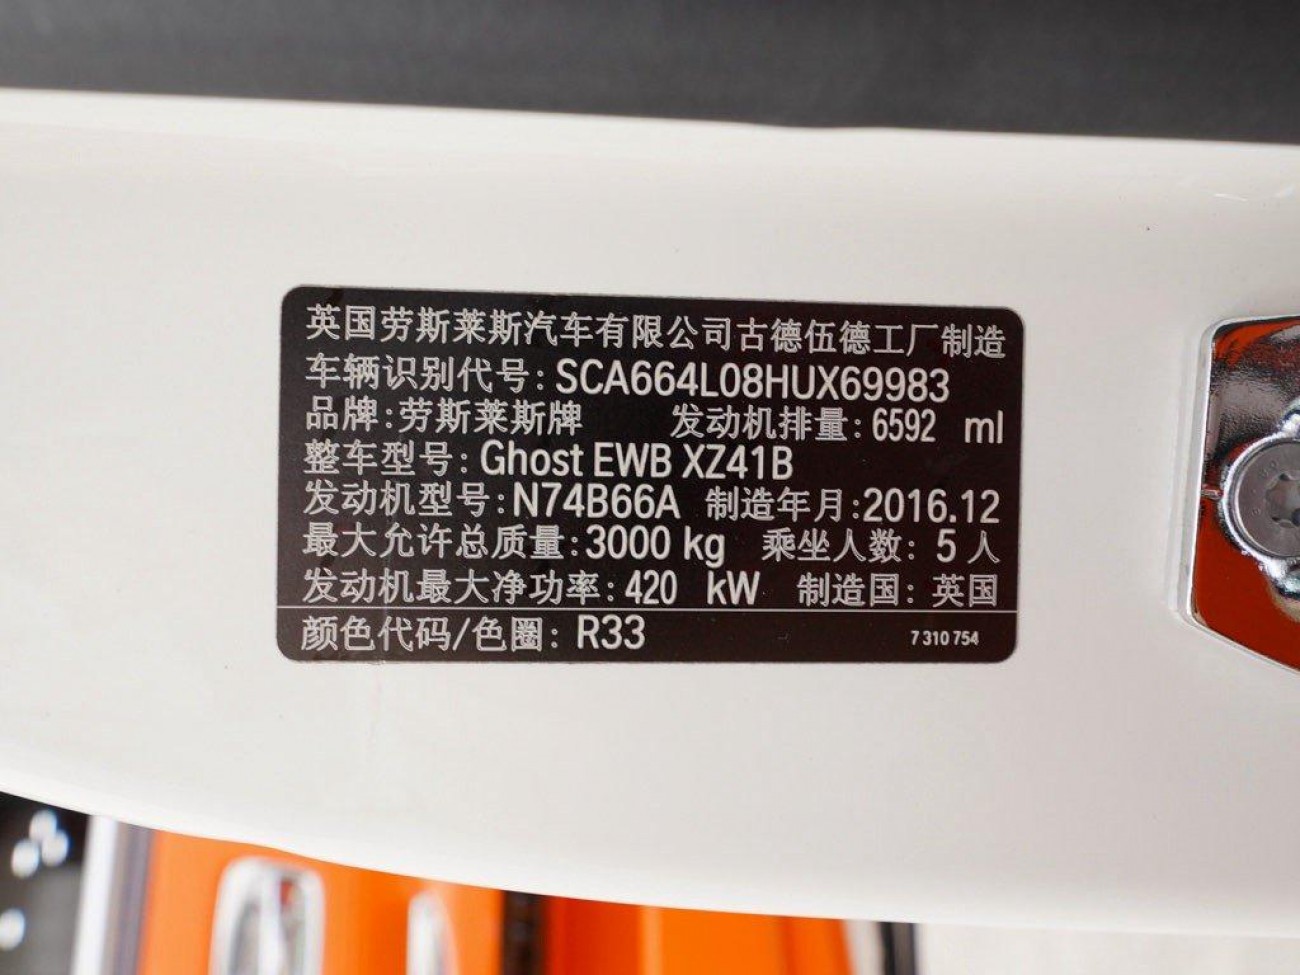 英国劳斯莱斯汽车有限公司古德伍德工厂制造
车辆识别代号: SCA664L08HUX69983
品牌:劳斯莱斯牌 发动机排量: 6592 ml
整车型号: Ghost EWB XZ41B
发动机型号:N74B66A 制造年月:2016.12
最大允许总质量:3000 kg 乘坐人数: 5 人
发动机最大净功率: 420 kW 制造国: 英国
颜色代码/色圈: R33 7 310 754